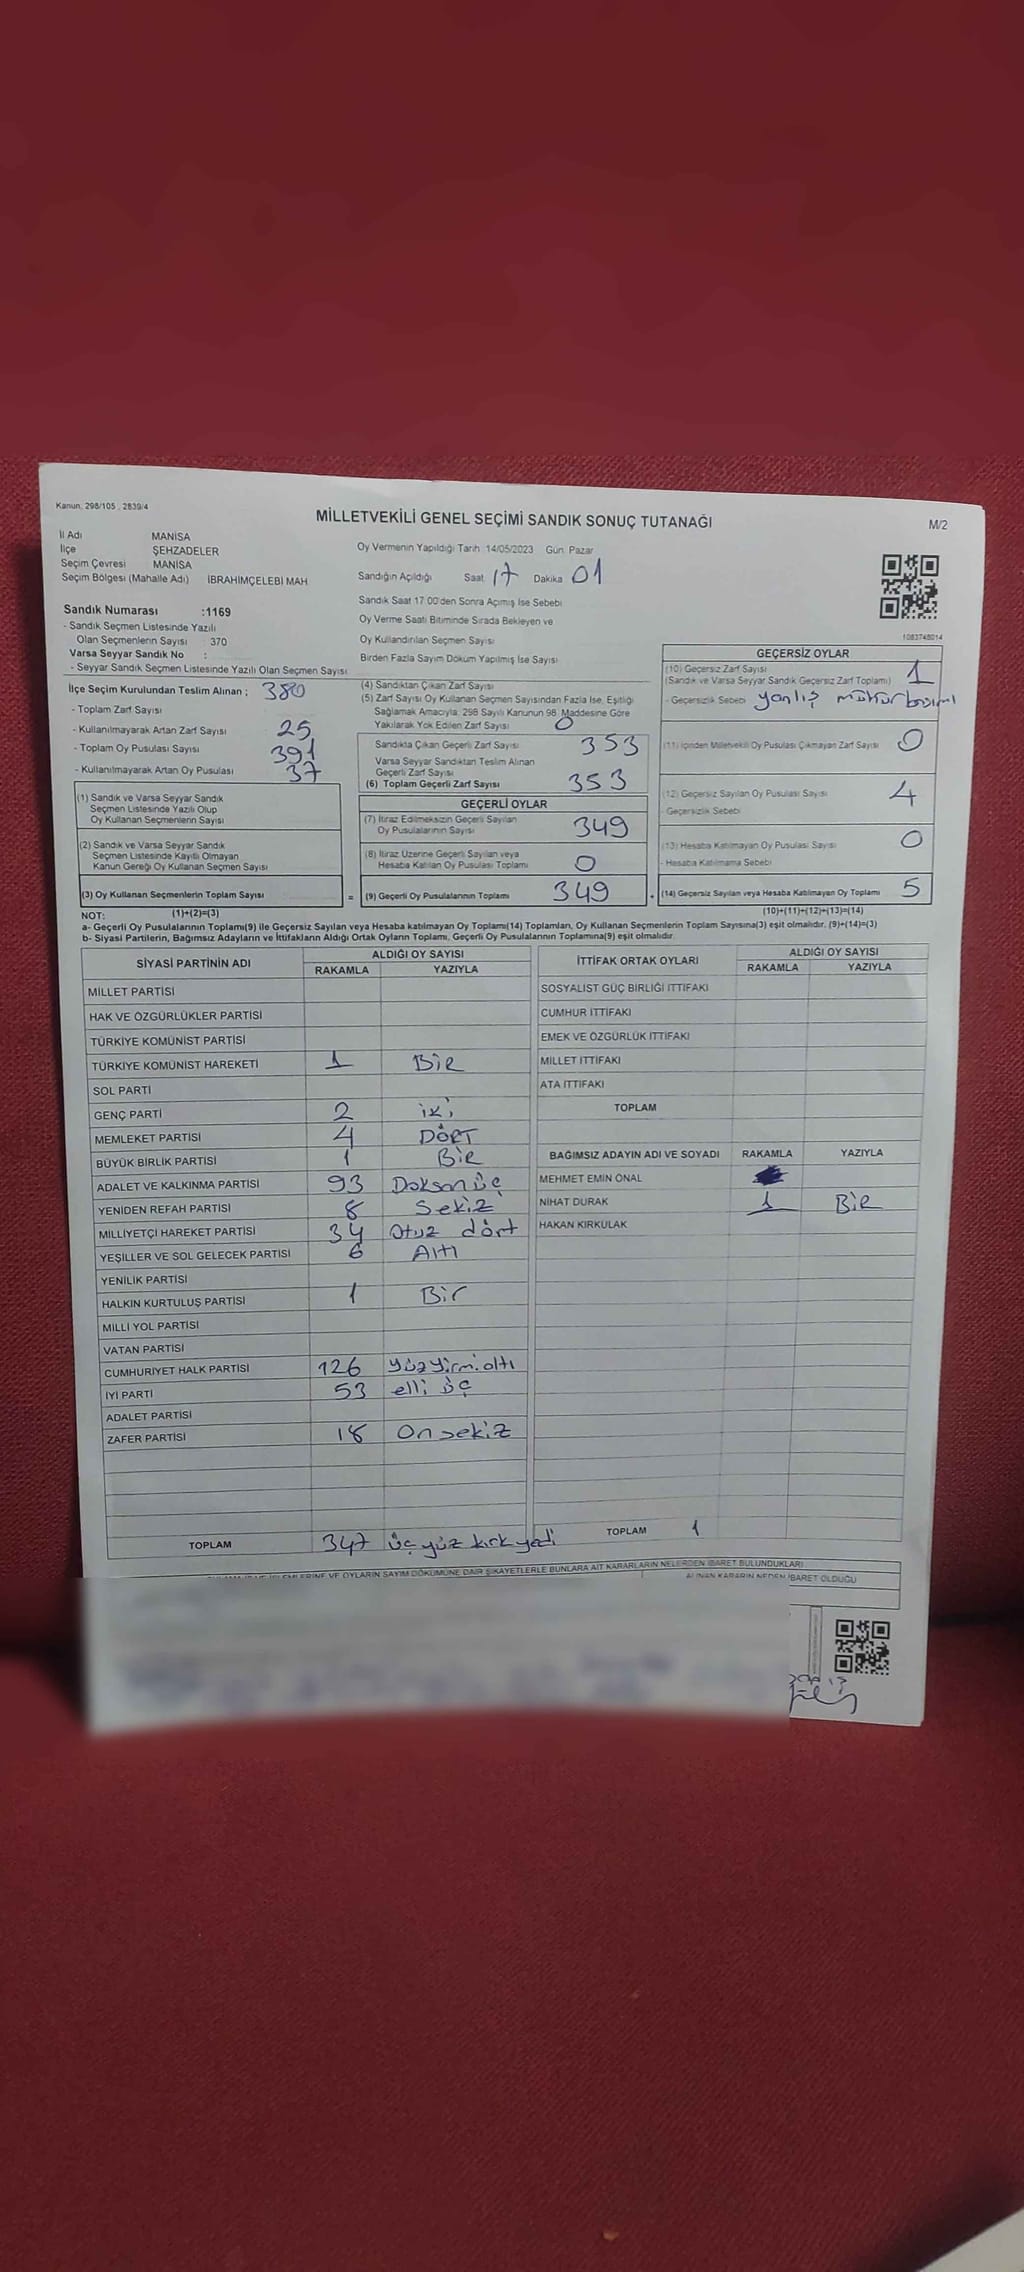 Kanun, 298/105 , 2839/4
MİLLETVEKİLİ GENEL SEÇİMİ SANDIK SONUÇ TUTANAĞI
M/2
İl Adı MANİSA
İlçe ŞEHZADELER
Seçim Çevresi MANİSA
Seçim Bölgesi (Mahalle Adı) İBRAHİMÇELEBİ MAH
Oy Vermenin Yapıldığı Tarih 14/05/2023 Gün Pazar
Sandığın Açıldığı Saat 17 Dakika 01
Sandık Saat 17:00'den Sonra Açımış İse Sebebi
Oy Verme Saati Bitiminde Sırada Bekleyen ve
Oy Kullandırılan Seçmen Sayısı
Birden Fazla Sayım Döküm Yapılmış İse Sayısı
1083748014
Sandık Numarası :1169
- Sandık Seçmen Listesinde Yazılı
Olan Seçmenlerin Sayısı : 370
Varsa Seyyar Sandık No :
- Seyyar Sandık Seçmen Listesinde Yazılı Olan Seçmen Sayısı
İlçe Seçim Kurulundan Teslim Alınan ; 380
- Toplam Zarf Sayısı
- Kullanılmayarak Artan Zarf Sayısı 25
- Toplam Oy Pusulası Sayısı 391
- Kullanılmayarak Artan Oy Pusulası 37
(1) Sandık ve Varsa Seyyar Sandık
Seçmen Listesinde Yazılı Olup
Oy Kullanan Seçmenlerin Sayısı
(2) Sandık ve Varsa Seyyar Sandık
Seçmen Listesinde Kayıtlı Olmayan
Kanun Gereği Oy Kullanan Seçmen Sayısı
(3) Oy Kullanan Seçmenlerin Toplam Sayısı =
(4) Sandıktan Çıkan Zarf Sayısı
(5) Zarf Sayısı Oy Kullanan Seçmen Sayısından Fazla İse, Eşitliği
Sağlamak Amacıyla, 298 Sayılı Kanunun 98. Maddesine Göre
Yakılarak Yok Edilen Zarf Sayısı 0
Sandıkta Çıkan Geçerli Zarf Sayısı 353
Varsa Seyyar Sandıktan Teslim Alınan
Geçerli Zarf Sayısı
(6) Toplam Geçerli Zarf Sayısı 353
GEÇERLİ OYLAR
(7) İtiraz Edilmeksizin Geçerli Sayılan
Oy Pusulalarının Sayısı 349
(8) İtiraz Üzerine Geçerli Sayılan veya
Hesaba Katılan Oy Pusulası Toplamı 0
(9) Geçerli Oy Pusulalarının Toplamı 349
GEÇERSİZ OYLAR
(10) Geçersiz Zarf Sayısı
(Sandık ve Varsa Seyyar Sandık Geçersiz Zarf Toplamı) 1
- Geçersizlik Sebebi yanlış mühür basımı
(11) İçinden Milletvekili Oy Pusulası Çıkmayan Zarf Sayısı 0
(12) Geçersiz Sayılan Oy Pusulası Sayısı 4
- Geçersizlik Sebebi
(13) Hesaba Katılmayan Oy Pusulası Sayısı 0
- Hesaba Katılmama Sebebi
(14) Geçersiz Sayılan veya Hesaba Katılmayan Oy Toplamı 5
NOT: (1)+(2)=(3)
(10)+(11)+(12)+(13)=(14)
a- Geçerli Oy Pusulalarının Toplamı(9) ile Geçersiz Sayılan veya Hesaba katılmayan Oy Toplamı(14) Toplamları, Oy Kullanan Seçmenlerin Toplam Sayısına(3) eşit olmalıdır. (9)+(14)=(3)
b- Siyasi Partilerin, Bağımsız Adayların ve İttifakların Aldığı Ortak Oyların Toplamı, Geçerli Oy Pusulalarının Toplamına(9) eşit olmalıdır.
SİYASİ PARTİNİN ADI ALDIĞI OY SAYISI
RAKAMLA YAZIYLA
MİLLET PARTİSİ
HAK VE ÖZGÜRLÜKLER PARTİSİ
TÜRKİYE KOMÜNİST PARTİSİ
TÜRKİYE KOMÜNİST HAREKETİ 1 BİR
SOL PARTİ
GENÇ PARTİ 2 iki
MEMLEKET PARTİSİ 4 DÖRT
BÜYÜK BİRLİK PARTİSİ 1 BİR
ADALET VE KALKINMA PARTİSİ 93 Doksan üç
YENİDEN REFAH PARTİSİ 8 Sekiz
MİLLİYETÇİ HAREKET PARTİSİ 34 Otuz dört
YEŞİLLER VE SOL GELECEK PARTİSİ 6 Altı
YENİLİK PARTİSİ
HALKIN KURTULUŞ PARTİSİ 1 Bir
MİLLİ YOL PARTİSİ
VATAN PARTİSİ
CUMHURİYET HALK PARTİSİ 126 yüz yirmi altı
İYİ PARTİ 53 elli üç
ADALET PARTİSİ
ZAFER PARTİSİ 18 On sekiz
TOPLAM 347 üç yüz kırk yedi
İTTİFAK ORTAK OYLARI ALDIĞI OY SAYISI
RAKAMLA YAZIYLA
SOSYALİST GÜÇ BİRLİĞİ İTTİFAKI
CUMHUR İTTİFAKI
EMEK VE ÖZGÜRLÜK İTTİFAKI
MİLLET İTTİFAKI
ATA İTTİFAKI
TOPLAM
BAĞIMSIZ ADAYIN ADI VE SOYADI RAKAMLA YAZIYLA
MEHMET EMİN ÖNAL
NİHAT DURAK 1 BİR
HAKAN KIRKULAK
TOPLAM 1
VE OYLARIN SAYIM DÖKÜMÜNE DAİR ŞİKAYETLERLE BUNLARA AİT KARARLARIN NELERDEN İBARET BULUNDUKLARI
ALINAN KARARIN NEDEN İBARET OLDUĞU